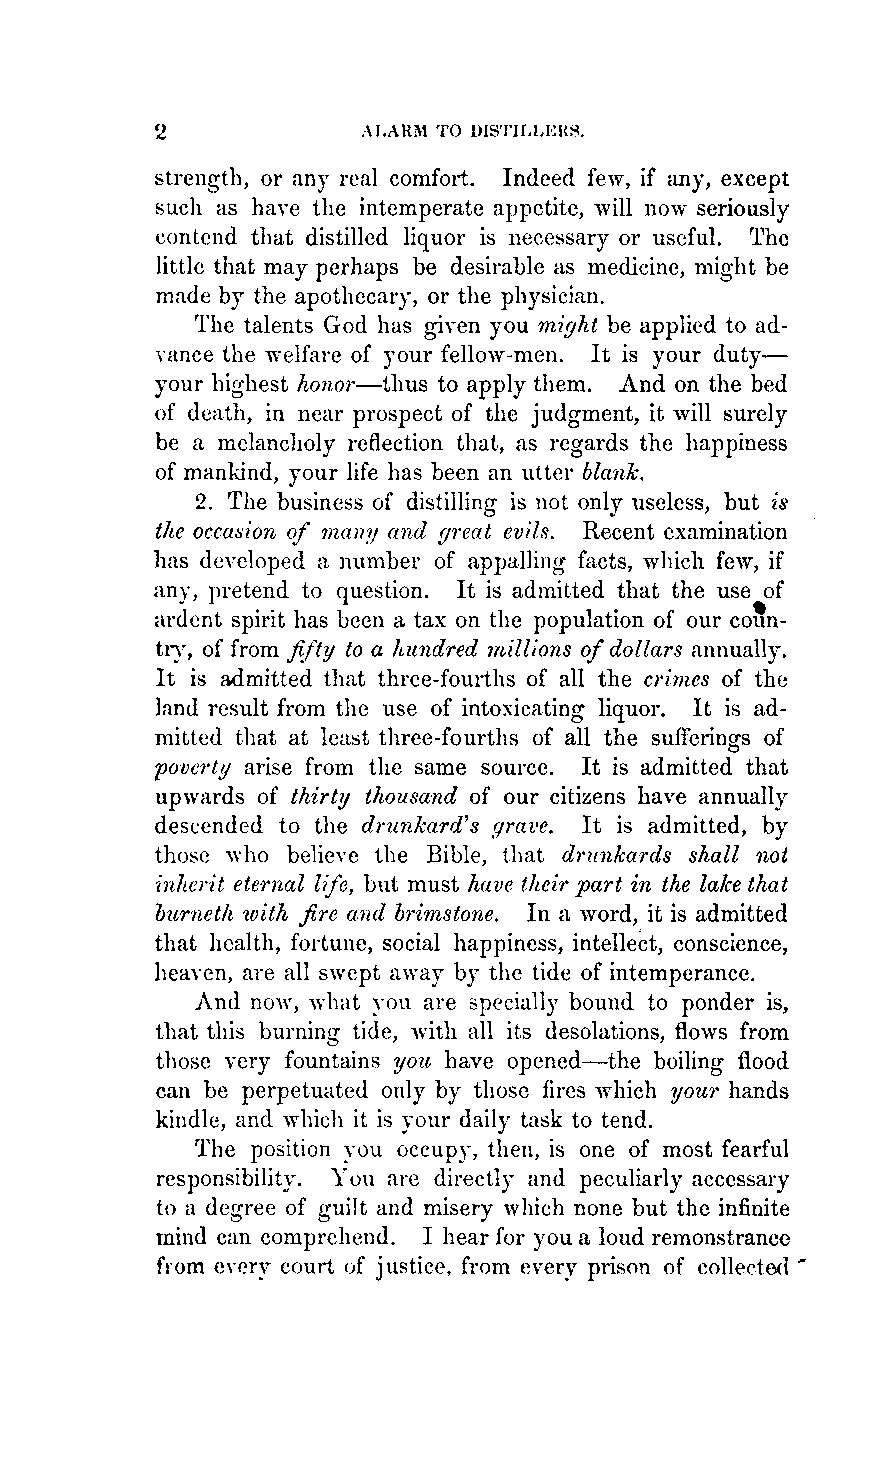 2 ALARM TO DISTILLERS.
strength, or any real comfort. Indeed few, if any, except
such as have the intemperate appetite, will now seriously
contend that distilled liquor is necessary or useful. The
little that may perhaps be desirable as medicine, might be
made by the apothecary, or the physician.
The talents God has given you might be applied to ad-
vance the welfare of your fellow-men. It is your duty—
your highest honor—thus to apply them. And on the bed
of death, in near prospect of the judgment, it will surely
be a melancholy reflection that, as regards the happiness
of mankind, your life has been an utter blank.
2. The business of distilling is not only useless, but is
the occasion of many and great evils. Recent examination
has developed a number of appalling facts, which few, if
any, pretend to question. It is admitted that the use of
ardent spirit has been a tax on the population of our coun-
try, of from fifty to a hundred millions of dollars annually.
It is admitted that three-fourths of all the crimes of the
land result from the use of intoxicating liquor. It is ad-
mitted that at least three-fourths of all the sufferings of
poverty arise from the same source. It is admitted that
upwards of thirty thousand of our citizens have annually
descended to the drunkard's grave. It is admitted, by
those who believe the Bible, that drunkards shall not
inherit eternal life, but must have their part in the lake that
burneth with fire and brimstone. In a word, it is admitted
that health, fortune, social happiness, intellect, conscience,
heaven, are all swept away by the tide of intemperance.
And now, what you are specially bound to ponder is,
that this burning tide, with all its desolations, flows from
those very fountains you have opened—the boiling flood
can be perpetuated only by those fires which your hands
kindle, and which it is your daily task to tend.
The position you occupy, then, is one of most fearful
responsibility. You are directly and peculiarly accessary
to a degree of guilt and misery which none but the infinite
mind can comprehend. I hear for you a loud remonstrance
from every court of justice, from every prison of collected